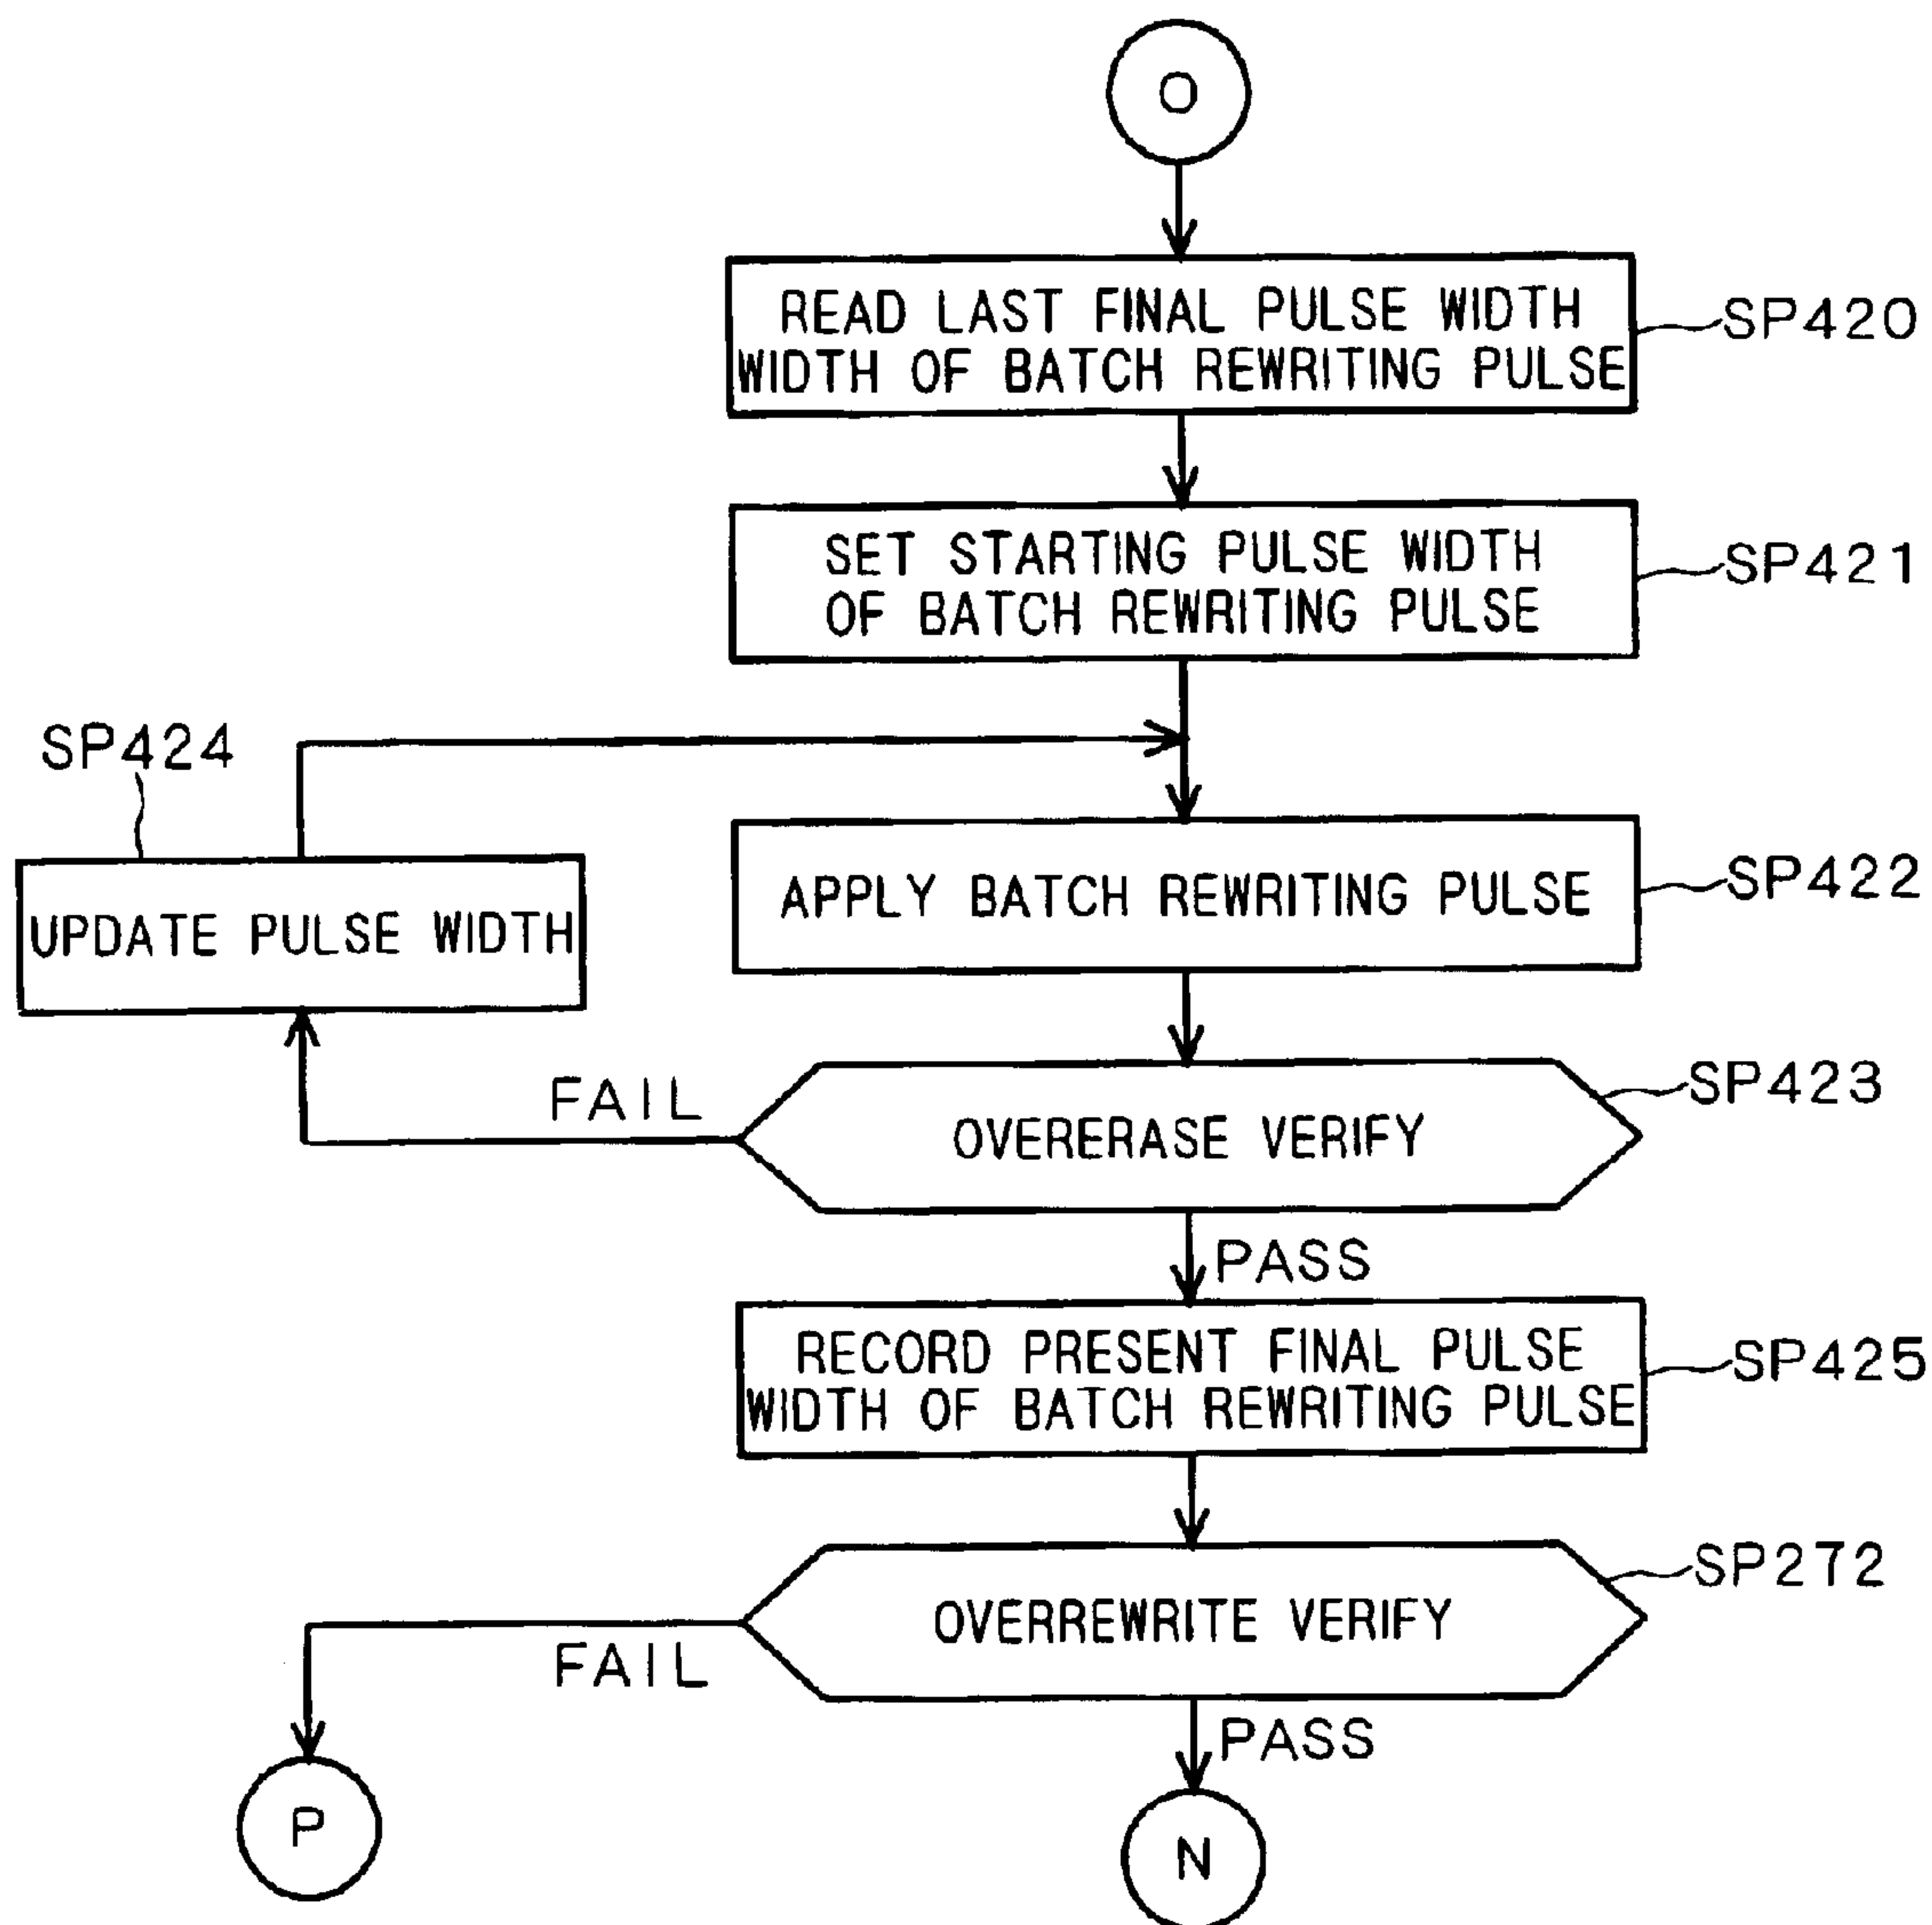 O
READ LAST FINAL PULSE WIDTH
WIDTH OF BATCH REWRITING PULSE
SP420
SET STARTING PULSE WIDTH
OF BATCH REWRITING PULSE
SP421
SP424
UPDATE PULSE WIDTH
APPLY BATCH REWRITING PULSE
SP422
FAIL
OVERERASE VERIFY
SP423
PASS
RECORD PRESENT FINAL PULSE
WIDTH OF BATCH REWRITING PULSE
SP425
OVERREWRITE VERIFY
SP272
FAIL
PASS
P
N